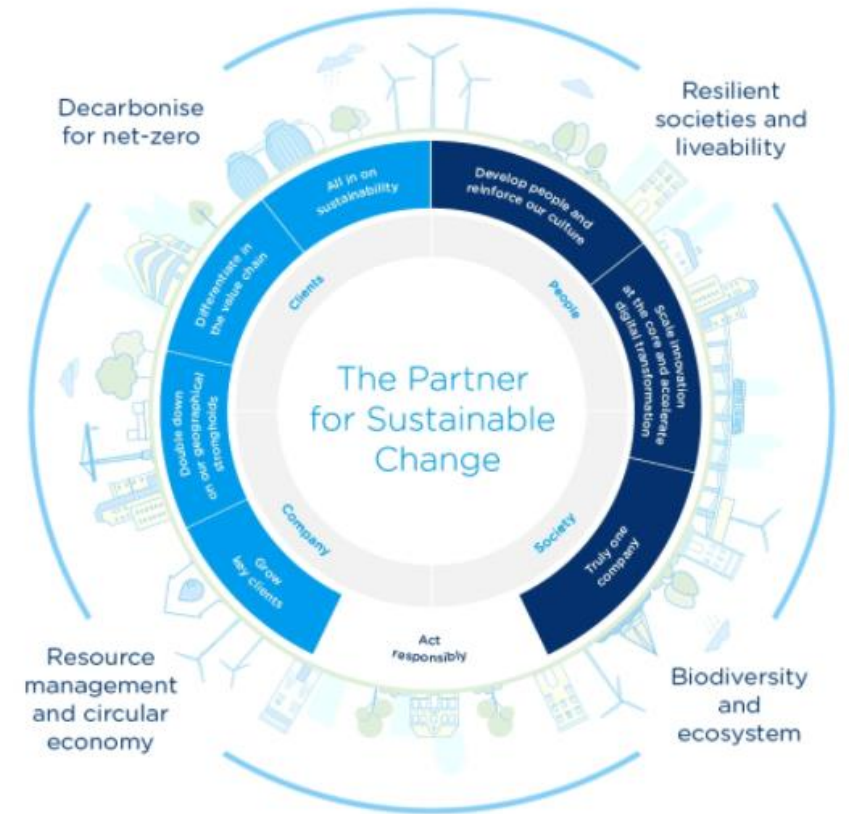 Decarbonise
for net-zero
Resilient
societies and
liveability
All in on
sustainability
Develop people and
reinforce our culture
Differentiate in
the value chain
Scale innovation
at the core and accelerate
digital transformation
Clients
People
The Partner
for Sustainable
Change
Double down
on our geographical
strongholds
Company
Society
Grow
key clients
Truly one
company
Act
responsibly
Resource
management
and circular
economy
Biodiversity
and
ecosystem